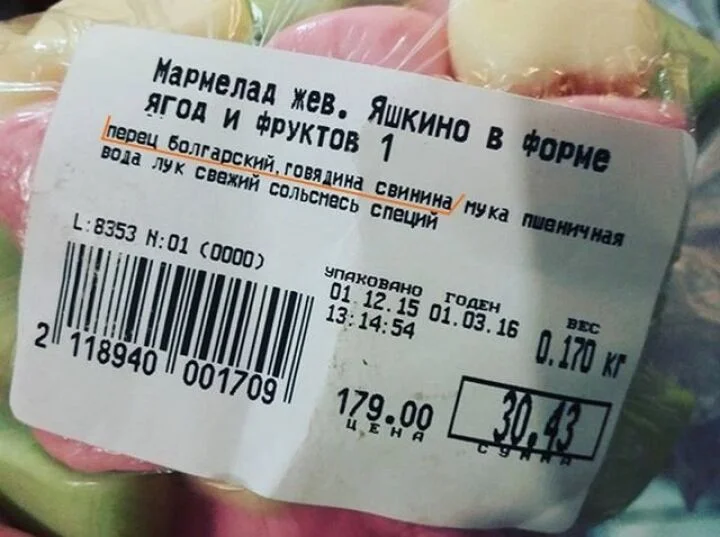 Мармелад жев. Яшкино в форме
ягод и фруктов 1
перец болгарский,говядина свинина/мука пшеничная
вода лук свежий сольсмесь специй
L:8353 N:01 (0000)
упаковано годен вес
01.12.15 01.03.16 0.170 кг
13:14:54
2 118940 001709
179.00 30.43
ЦЕНА СУММА